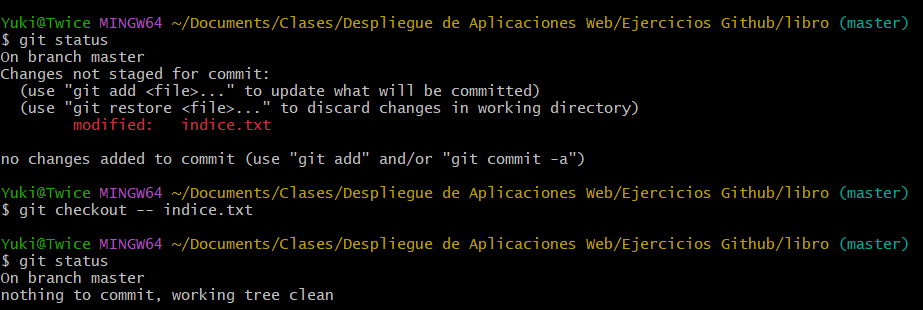 Yuki@Twice MINGW64 ~/Documents/Clases/Despliegue de Aplicaciones Web/Ejercicios Github/libro (master)
$ git status
On branch master
Changes not staged for commit:
  (use "git add <file>..." to update what will be committed)
  (use "git restore <file>..." to discard changes in working directory)
        modified:   indice.txt

no changes added to commit (use "git add" and/or "git commit -a")

Yuki@Twice MINGW64 ~/Documents/Clases/Despliegue de Aplicaciones Web/Ejercicios Github/libro (master)
$ git checkout -- indice.txt

Yuki@Twice MINGW64 ~/Documents/Clases/Despliegue de Aplicaciones Web/Ejercicios Github/libro (master)
$ git status
On branch master
nothing to commit, working tree clean